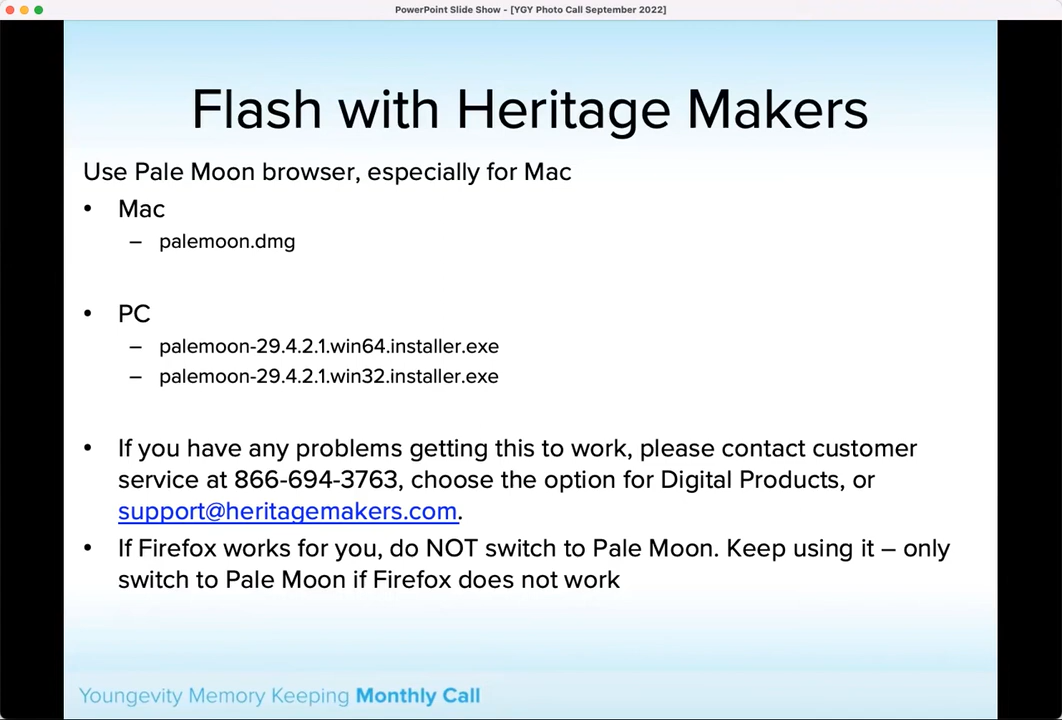 PowerPoint Slide Show - [YGY Photo Call September 2022]
Flash with Heritage Makers
Use Pale Moon browser, especially for Mac
• Mac
– palemoon.dmg
• PC
– palemoon-29.4.2.1.win64.installer.exe
– palemoon-29.4.2.1.win32.installer.exe
• If you have any problems getting this to work, please contact customer
service at 866-694-3763, choose the option for Digital Products, or
support@heritagemakers.com.
• If Firefox works for you, do NOT switch to Pale Moon. Keep using it – only
switch to Pale Moon if Firefox does not work
Youngevity Memory Keeping Monthly Call